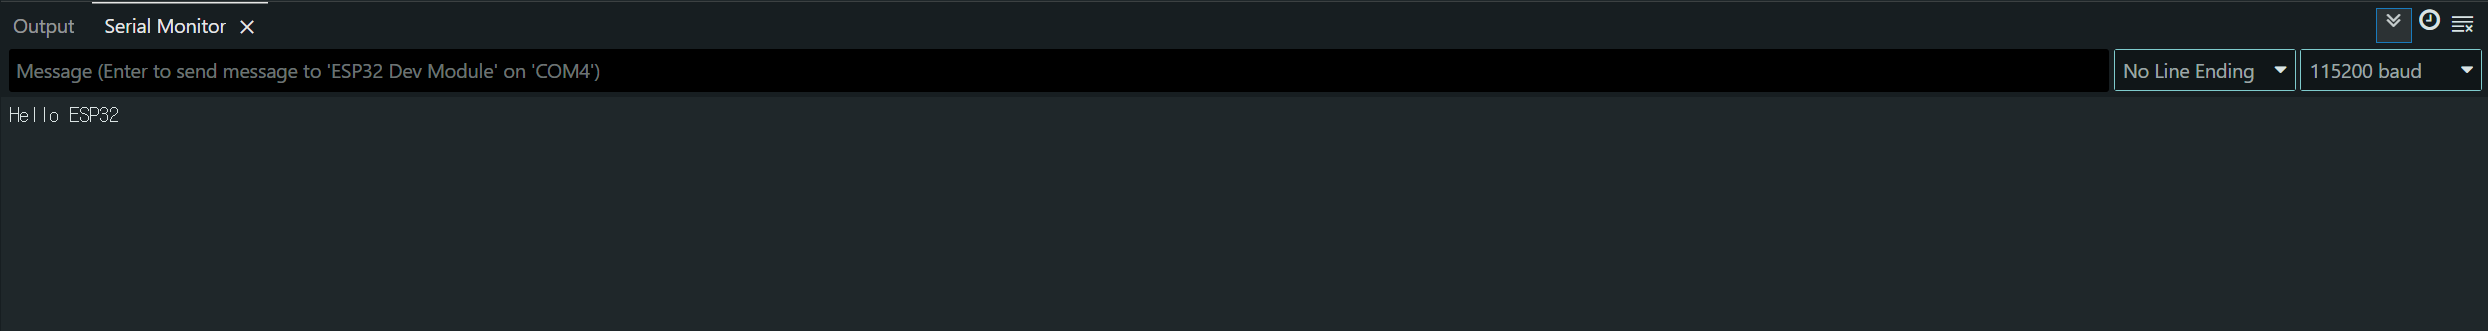 Output Serial Monitor
Message (Enter to send message to 'ESP32 Dev Module' on 'COM4') No Line Ending 115200 baud
Hello ESP32